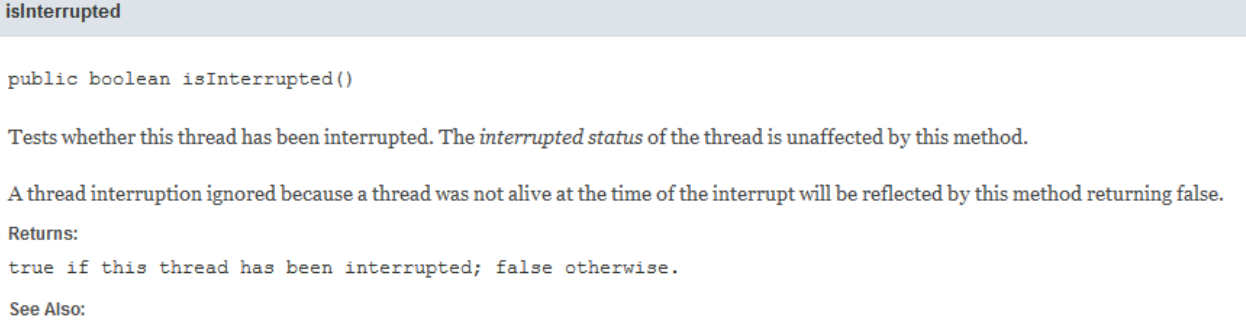 isInterrupted
public boolean isInterrupted()
Tests whether this thread has been interrupted. The interrupted status of the thread is unaffected by this method.
A thread interruption ignored because a thread was not alive at the time of the interrupt will be reflected by this method returning false.
Returns:
true if this thread has been interrupted; false otherwise.
See Also: